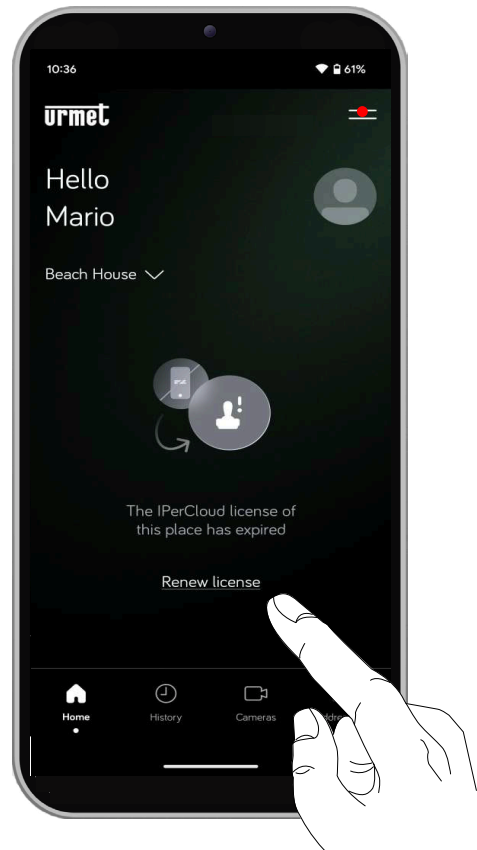 10:36 61%
urmet
Hello
Mario
Beach House
The IPerCloud license of
this place has expired
Renew license
Home History Cameras